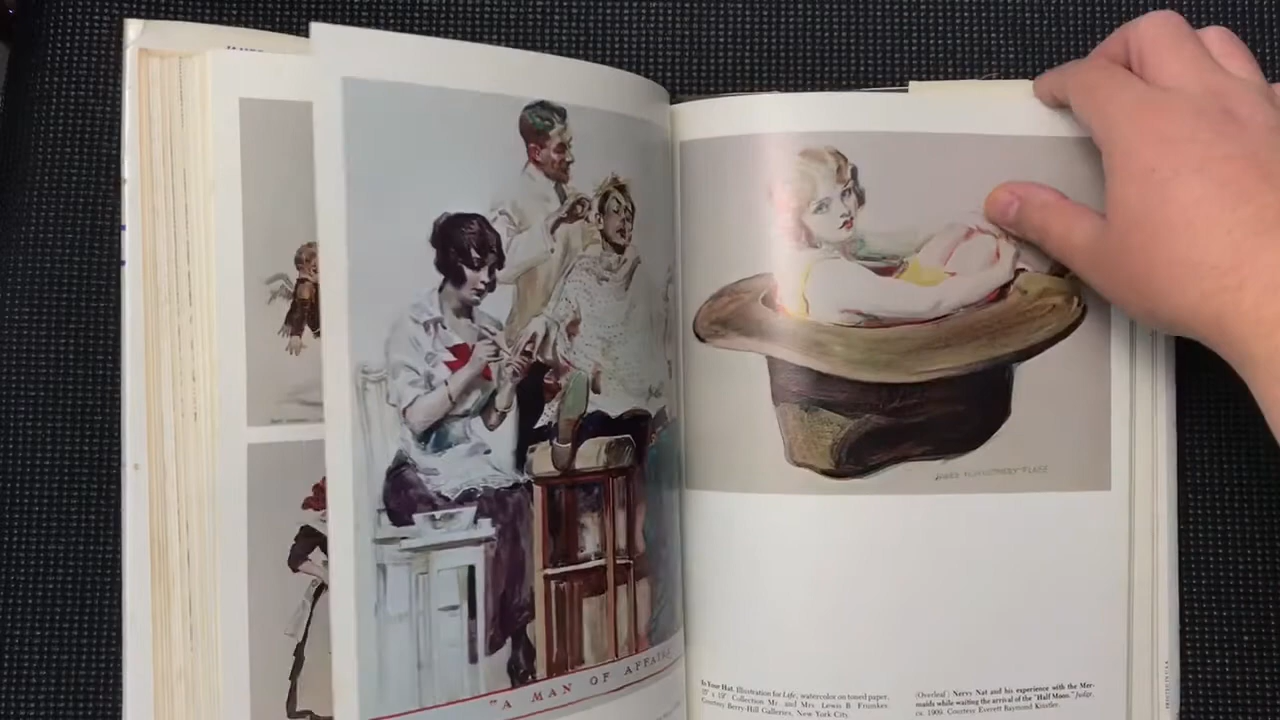 "A MAN OF AFFAIRS
JAMES MONTGOMERY FLAGG
In Your Hat. Illustration for Life, watercolor on toned paper,
Collection Mr. and Mrs. Lewis B. Frumkes.
Courtesy Berry-Hill Galleries, New York City.
(Overleaf) Nervy Nat and his experience with the Mer-
maids while waiting the arrival of the "Half Moon." Judge,
ca. 1909. Courtesy Everett Raymond Kinstler.